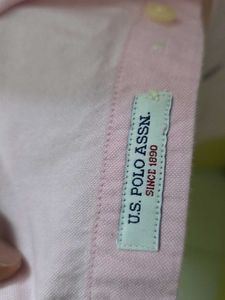 U.S. POLO ASSN.
SINCE 1890